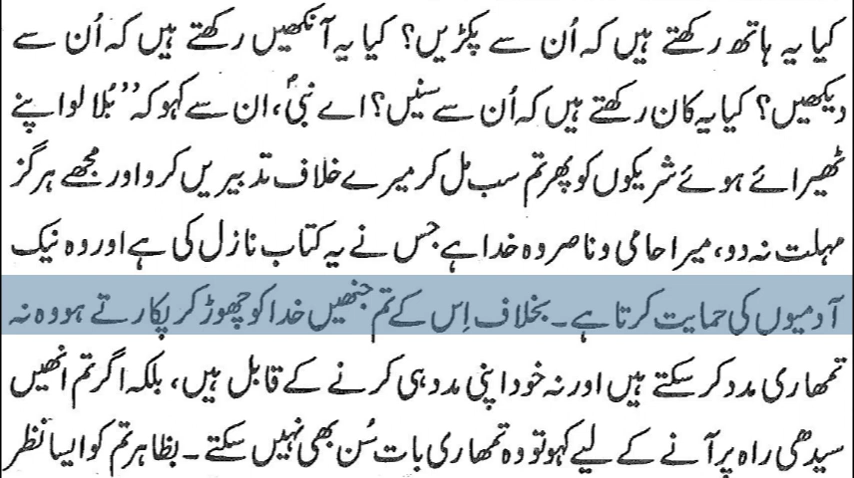 کیا یہ ہاتھ رکھتے ہیں کہ اُن سے پکڑیں؟ کیا یہ آنکھیں رکھتے ہیں کہ اُن سے
دیکھیں؟ کیا یہ کان رکھتے ہیں کہ اُن سے سنیں؟ اے نبیؐ، ان سے کہو کہ ’’بُلا لو اپنے
ٹھیرائے ہوئے شریکوں کو پھر تم سب مل کر میرے خلاف تدبیریں کرو اور مجھے ہرگز
مہلت نہ دو، میرا حامی و ناصر وہ خدا ہے جس نے یہ کتاب نازل کی ہے اور وہ نیک
آدمیوں کی حمایت کرتا ہے۔ بخلاف اِس کے تم جنھیں خدا کو چھوڑ کر پکارتے ہو وہ نہ
تمھاری مدد کر سکتے ہیں اور نہ خود اپنی مدد ہی کرنے کے قابل ہیں، بلکہ اگر تم انھیں
سیدھی راہ پر آنے کے لیے کہو تو وہ تمھاری بات سُن بھی نہیں سکتے۔ بظاہر تم کو ایسا نظر